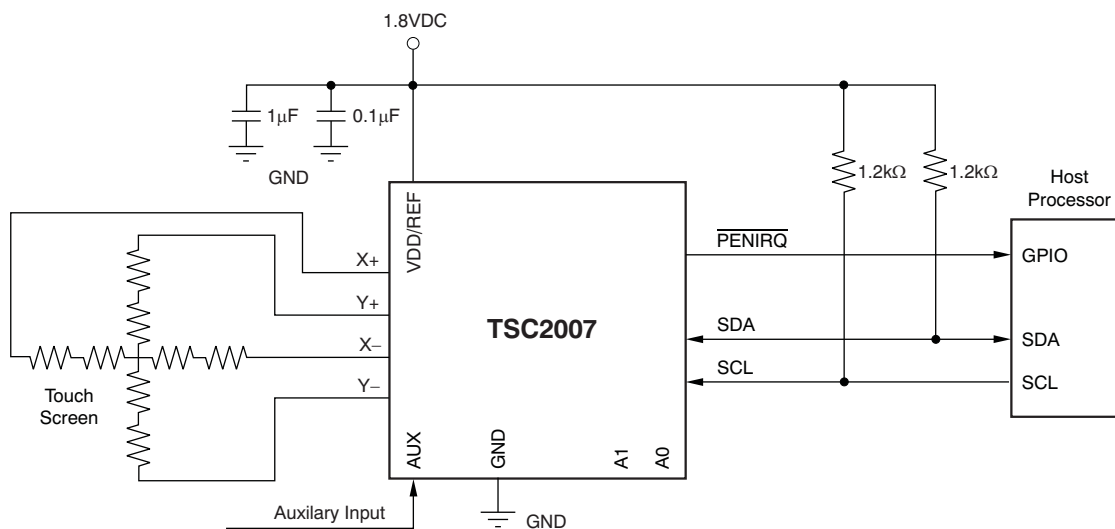 1.8VDC
1μF
0.1μF
GND
1.2kΩ
1.2kΩ
Host
Processor
VDD/REF
PENIRQ
GPIO
X+
Y+
TSC2007
SDA
SDA
X−
SCL
SCL
Y−
Touch
Screen
AUX
GND
A1
A0
Auxilary Input
GND